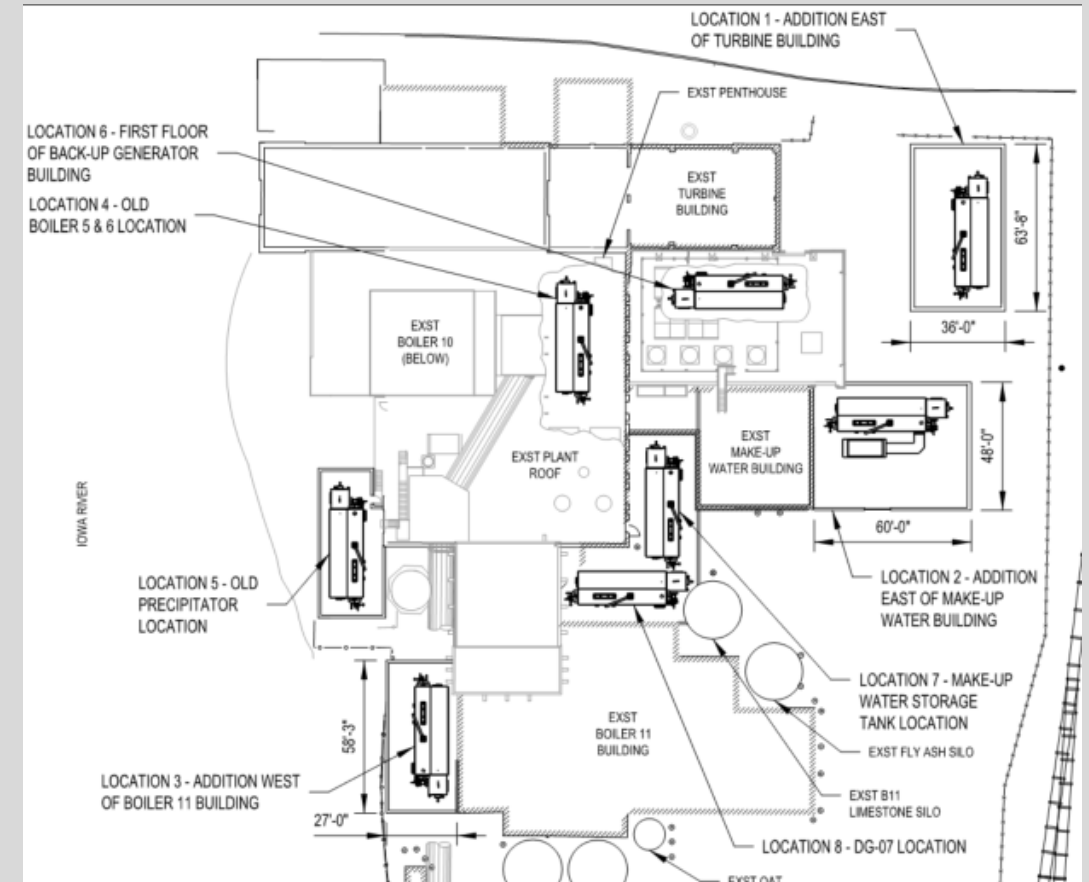 LOCATION 1 - ADDITION EAST
OF TURBINE BUILDING
EXST PENTHOUSE
LOCATION 6 - FIRST FLOOR
OF BACK-UP GENERATOR
BUILDING
LOCATION 4 - OLD
BOILER 5 & 6 LOCATION
EXST
TURBINE
BUILDING
63'-8"
36'-0"
EXST
BOILER 10
(BELOW)
EXST PLANT
ROOF
EXST
MAKE-UP
WATER BUILDING
48'-0"
60'-0"
IOWA RIVER
LOCATION 5 - OLD
PRECIPITATOR
LOCATION
LOCATION 2 - ADDITION
EAST OF MAKE-UP
WATER BUILDING
LOCATION 7 - MAKE-UP
WATER STORAGE
TANK LOCATION
EXST FLY ASH SILO
EXST
BOILER 11
BUILDING
58'-3"
LOCATION 3 - ADDITION WEST
OF BOILER 11 BUILDING
27'-0"
EXST B11
LIMESTONE SILO
LOCATION 8 - DG-07 LOCATION
EXST OAT